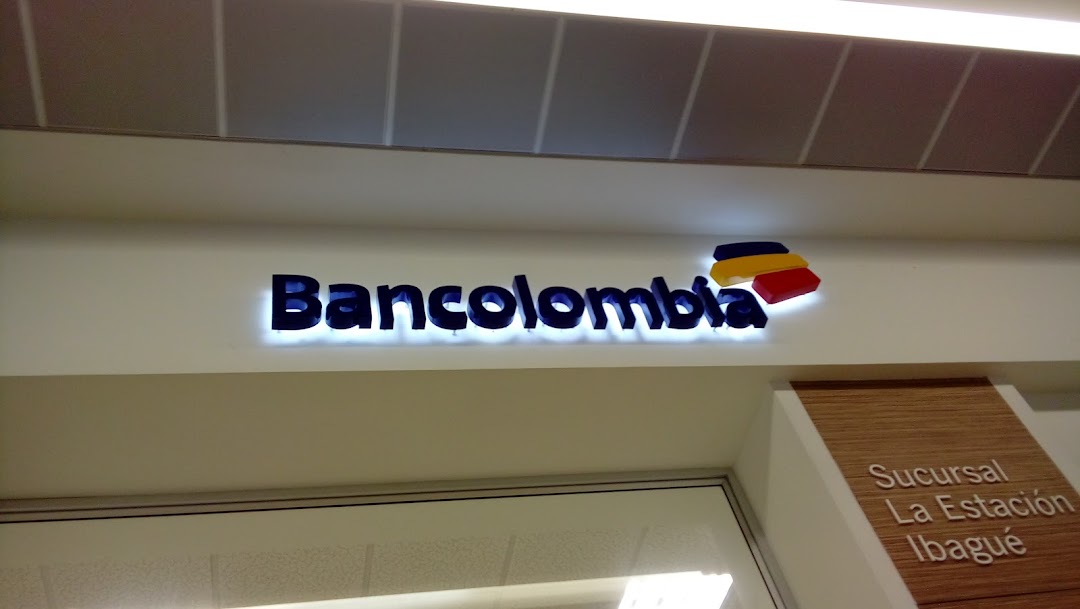 Bancolombia
Sucursal
La Estación
Ibagué